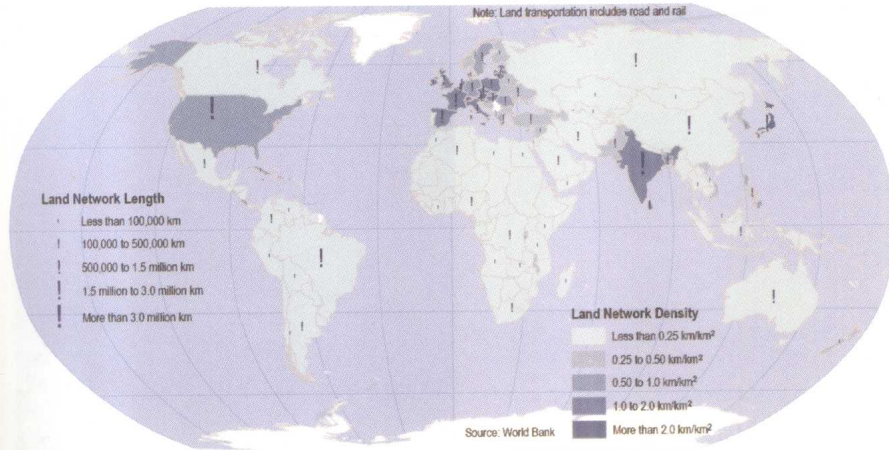 Note: Land transportation includes road and rail
Land Network Length
Less than 100,000 km
100,000 to 500,000 km
500,000 to 1.5 million km
1.5 million to 3.0 million km
More than 3.0 million km
Land Network Density
Less than 0.25 km/km²
0.25 to 0.50 km/km²
0.50 to 1.0 km/km²
1.0 to 2.0 km/km²
More than 2.0 km/km²
Source: World Bank